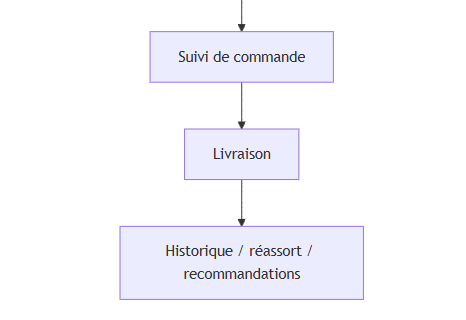 Suivi de commande
Livraison
Historique / réassort /
recommandations